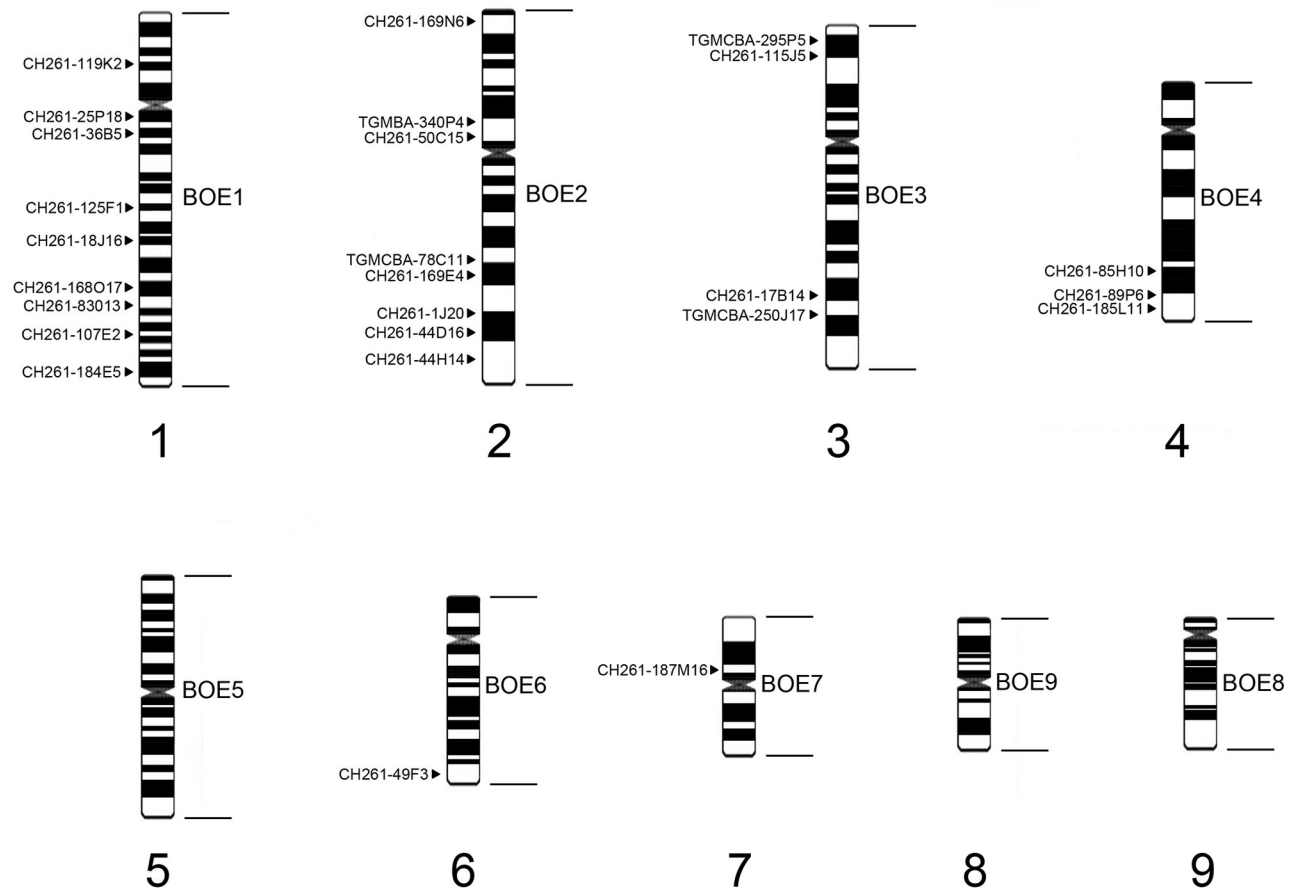 CH261-119K2
CH261-25P18
CH261-36B5
CH261-125F1
CH261-18J16
CH261-168O17
CH261-83013
CH261-107E2
CH261-184E5
BOE1
1
CH261-169N6
TGMBA-340P4
CH261-50C15
TGMCBA-78C11
CH261-169E4
CH261-1J20
CH261-44D16
CH261-44H14
BOE2
2
TGMCBA-295P5
CH261-115J5
CH261-17B14
TGMCBA-250J17
BOE3
3
CH261-85H10
CH261-89P6
CH261-185L11
BOE4
4
BOE5
5
CH261-49F3
BOE6
6
CH261-187M16
BOE7
7
BOE9
8
BOE8
9